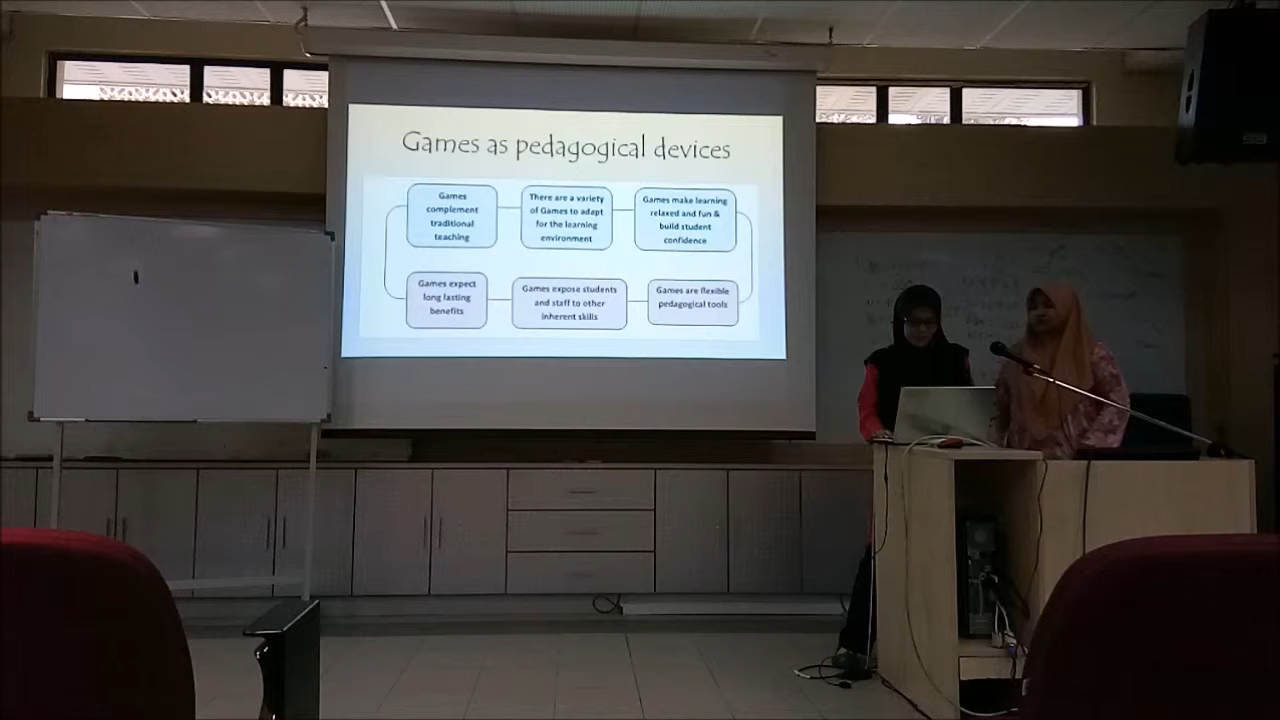 Games as pedagogical devices
Games
complement
traditional
teaching
There are a variety
of Games to adapt
for the learning
environment
Games make learning
relaxed and fun &
build student
confidence
Games expect
long lasting
benefits
Games expose students
and staff to other
inherent skills
Games are flexible
pedagogical tools